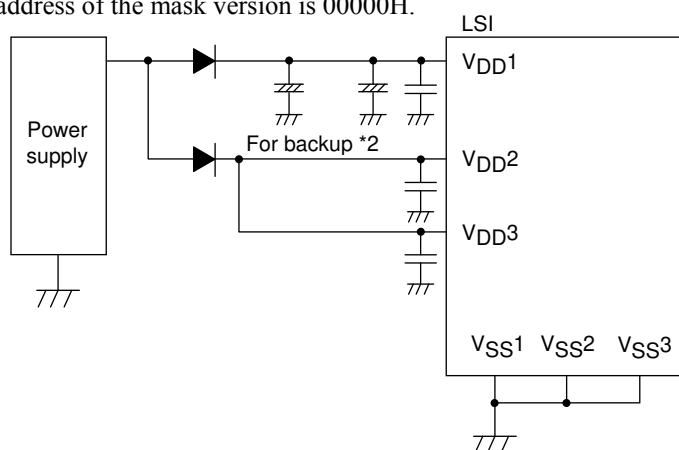 address of the mask version is 00000H.
LSI
Power
supply
VDD1
For backup *2
VDD2
VDD3
VSS1 VSS2 VSS3